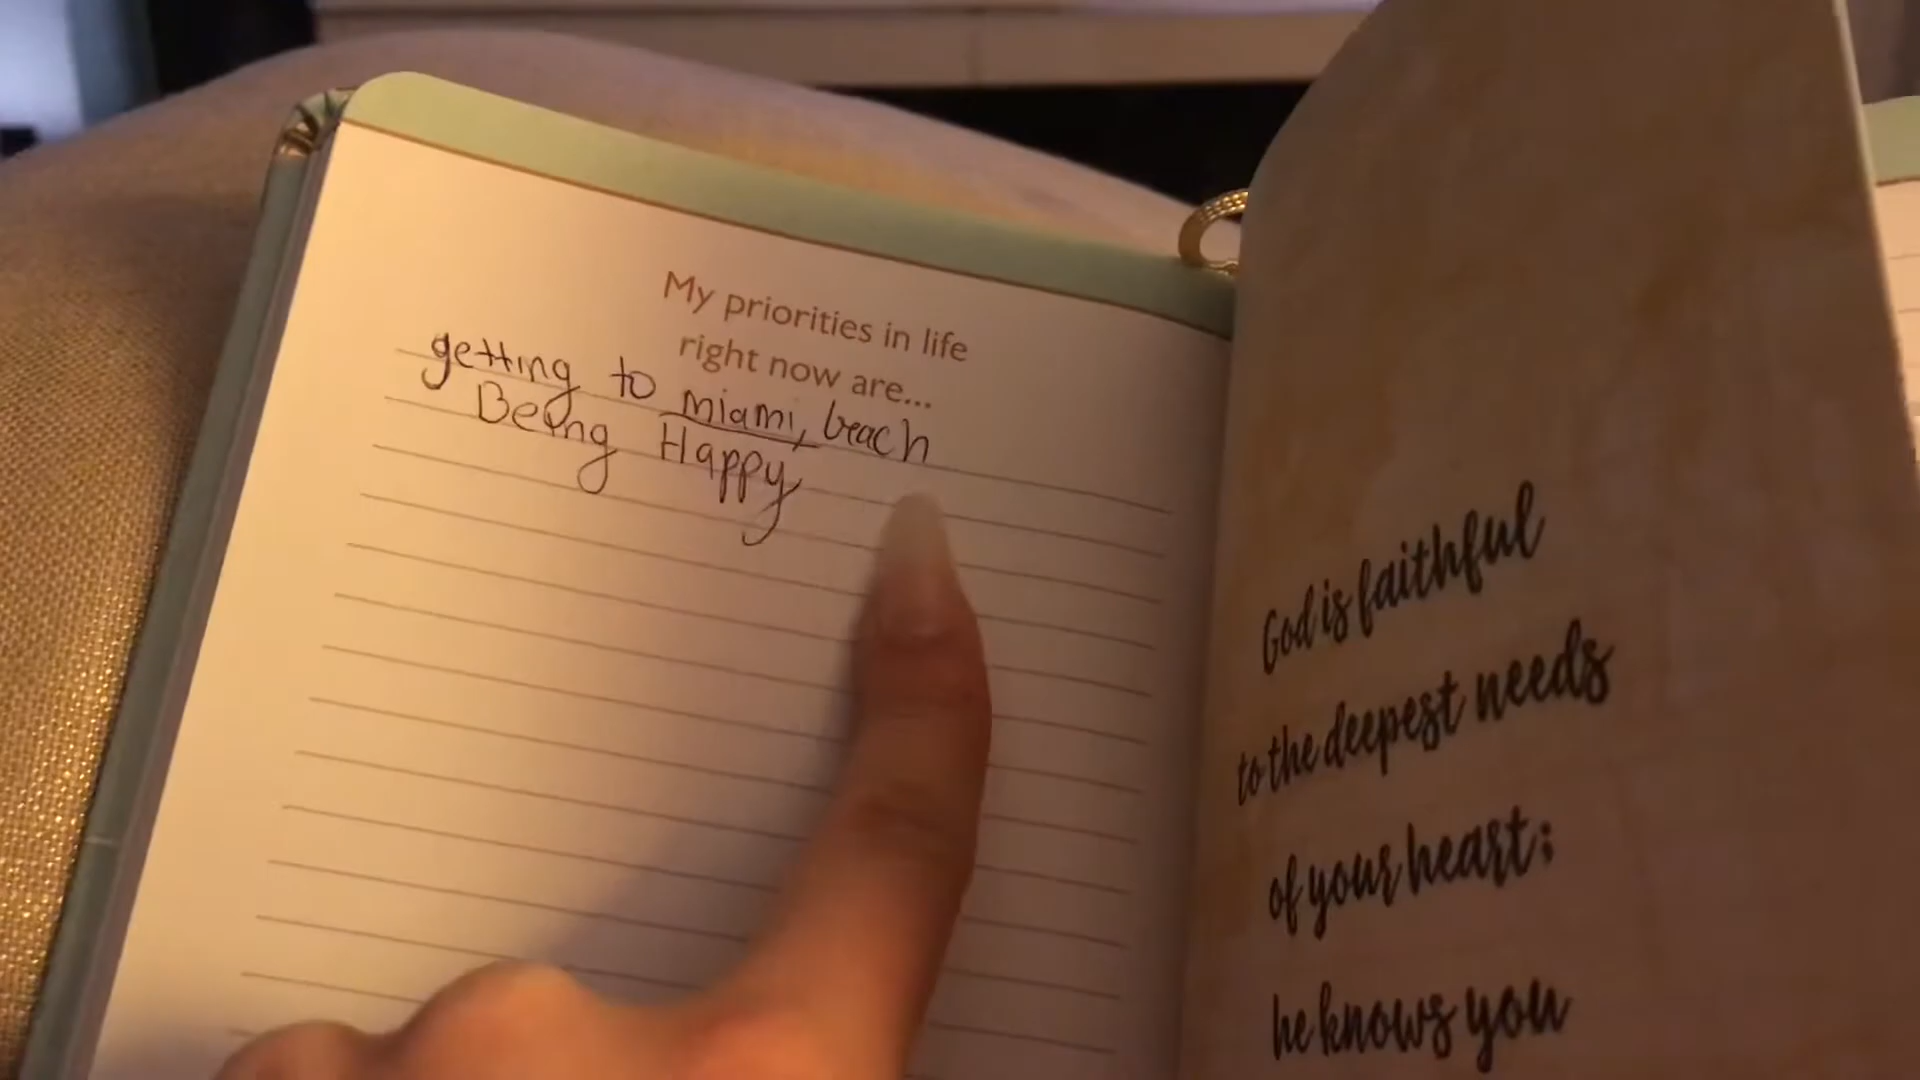 My priorities in life
right now are...
getting to miami, beach
Being Happy
God is faithful
to the deepest needs
of your heart;
he knows you